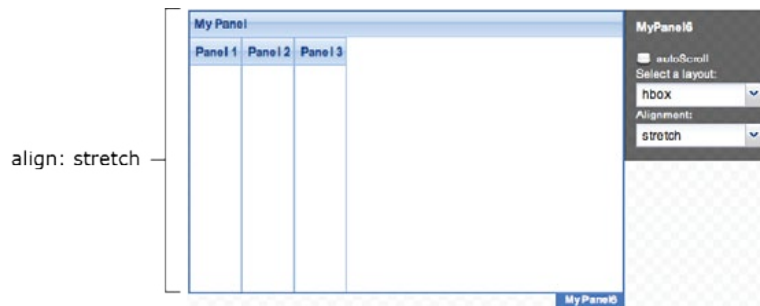 align: stretch
My Panel
Panel 1 Panel 2 Panel 3
MyPanel6
MyPanel6
autoScroll
Select a layout:
hbox
Alignment:
stretch